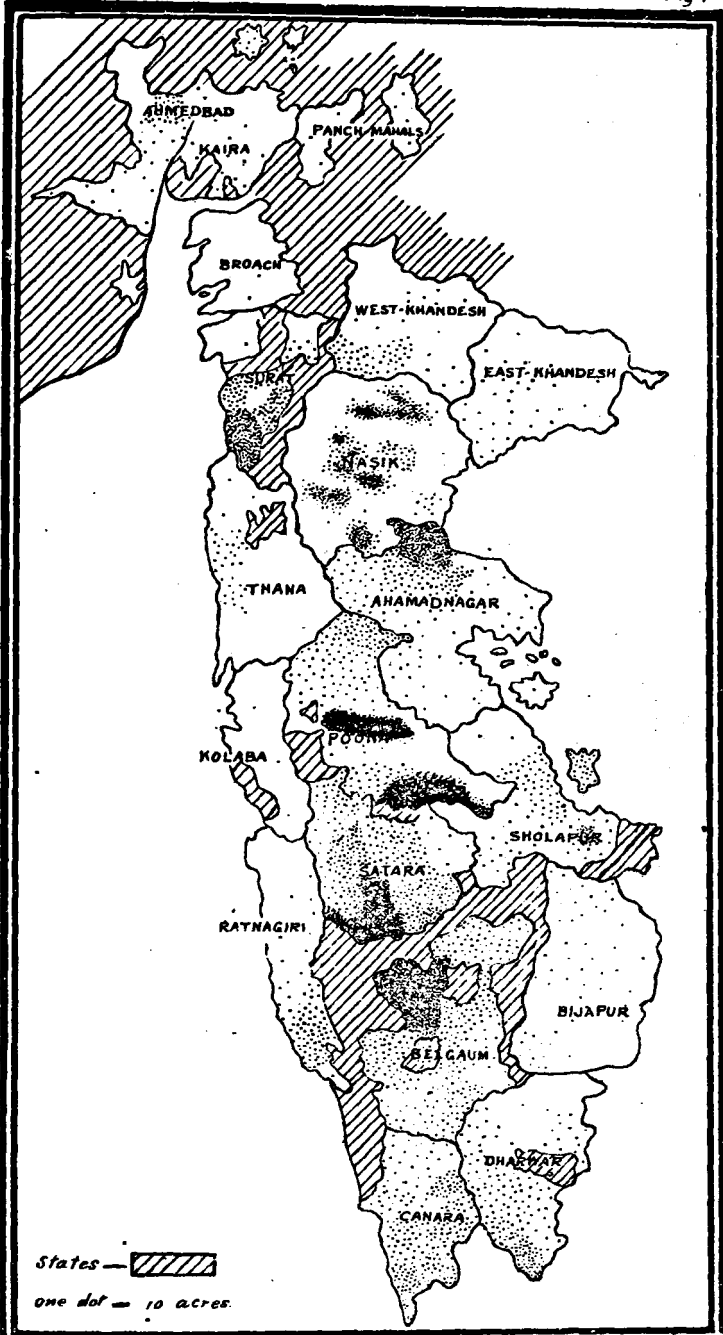 AHMEDBAD
PANCH MAHALS
KAIRA
BROACH
WEST-KHANDESH
EAST-KHANDESH
SURAT
NASIK
THANA
AHAMADNAGAR
POONA
KOLABA
SHOLAPUR
SATARA
RATNAGIRI
BIJAPUR
BELGAUM
DHARWAR
CANARA
States —
one dot = 10 acres.